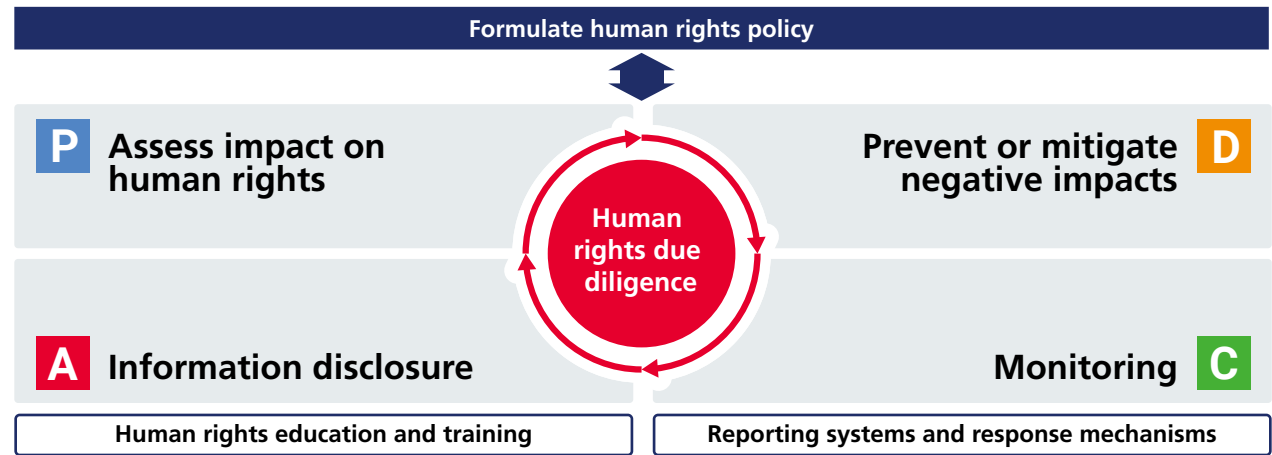 Formulate human rights policy
P
Assess impact on
human rights
Prevent or mitigate
negative impacts
D
Human
rights due
diligence
A
Information disclosure
Monitoring
C
Human rights education and training
Reporting systems and response mechanisms